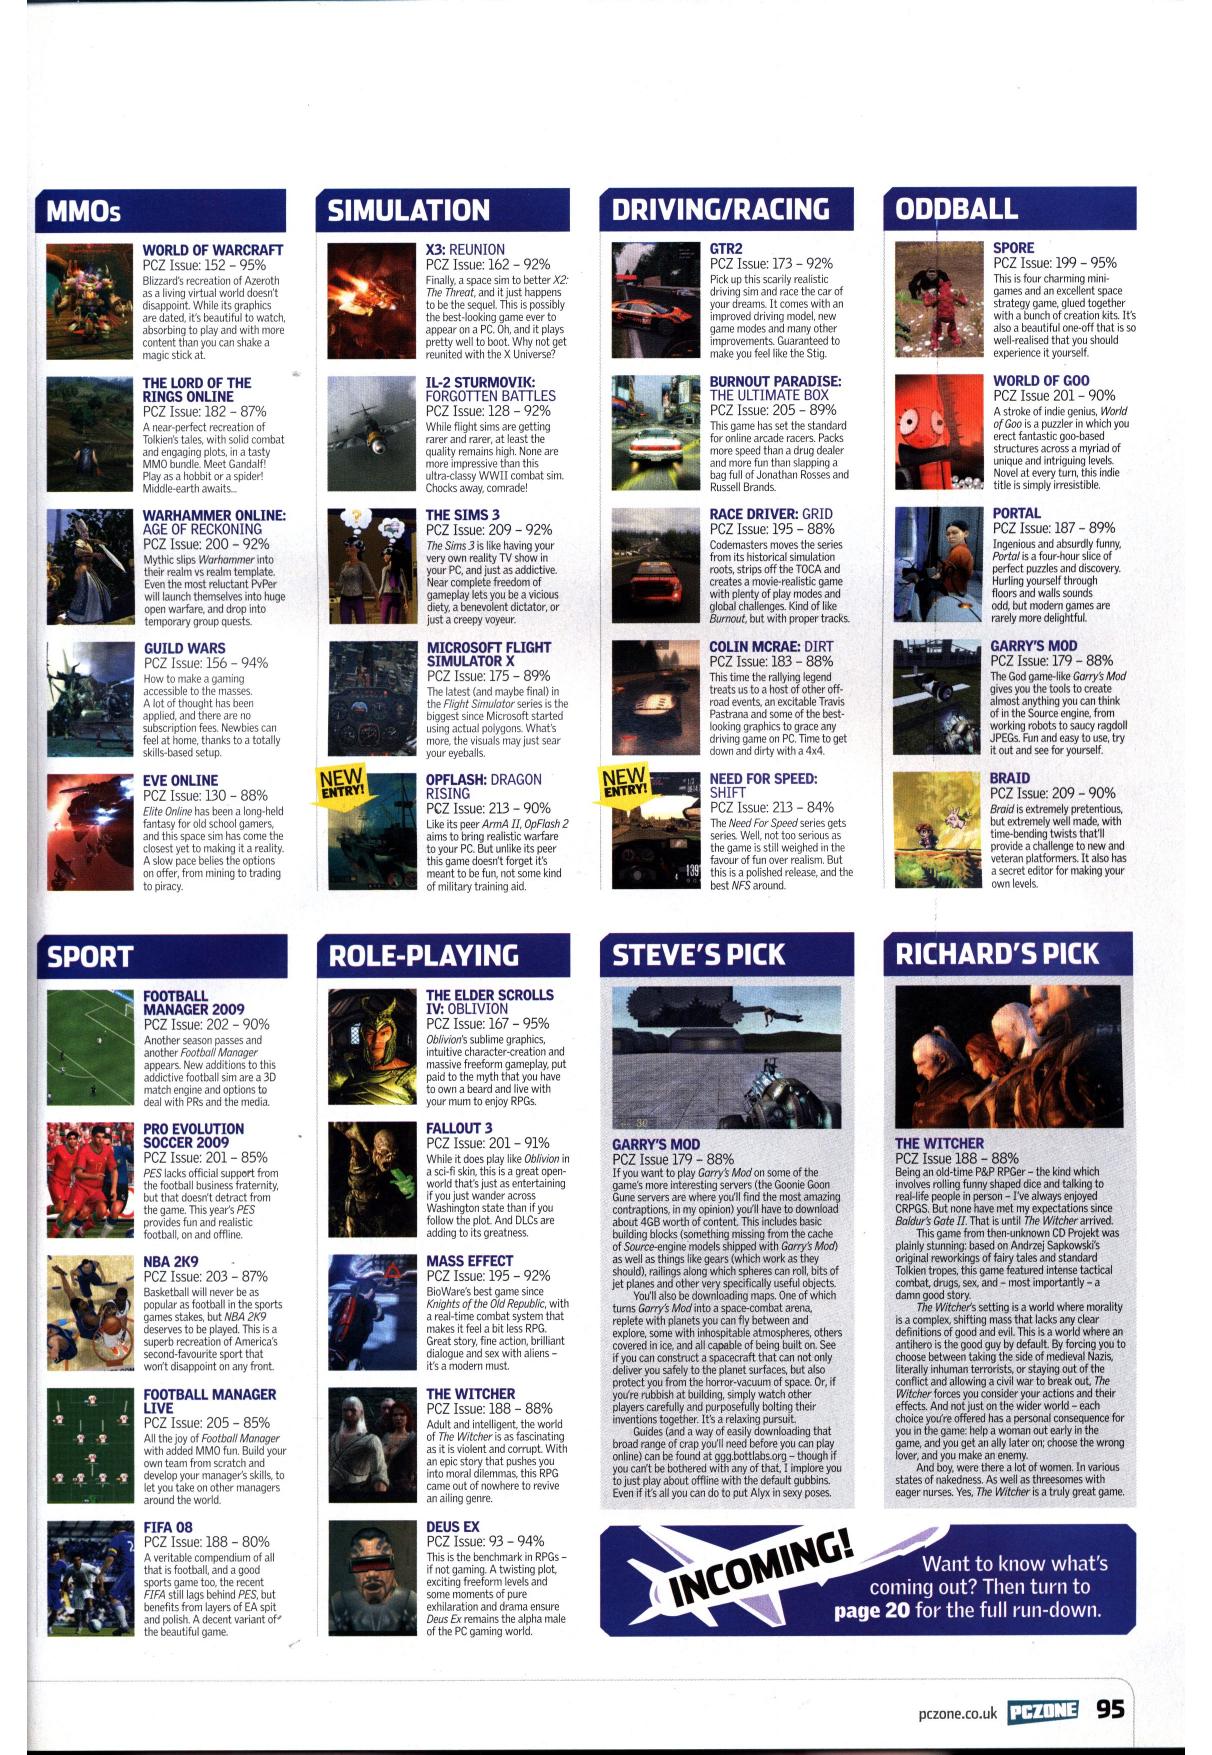 MMOs
WORLD OF WARCRAFT
PCZ Issue: 152 – 95%
Blizzard's recreation of Azeroth
as a living virtual world doesn't
disappoint. While its graphics
are dated, it's beautiful to watch,
absorbing to play and with more
content than you can shake a
magic stick at.
THE LORD OF THE
RINGS ONLINE
PCZ Issue: 182 – 87%
A near-perfect recreation of
Tolkien's tales, with solid combat
and engaging plots, in a tasty
MMO bundle. Meet Gandalf!
Play as a hobbit or a spider!
Middle-earth awaits...
WARHAMMER ONLINE:
AGE OF RECKONING
PCZ Issue: 200 – 92%
Mythic slips Warhammer into
their realm vs realm template.
Even the most reluctant PvPer
will launch themselves into huge
open warfare, and drop into
temporary group quests.
GUILD WARS
PCZ Issue: 156 – 94%
How to make a gaming
accessible to the masses.
A lot of thought has been
applied, and there are no
subscription fees. Newbies can
feel at home, thanks to a totally
skills-based setup.
EVE ONLINE
PCZ Issue: 130 – 88%
Elite Online has been a long-held
fantasy for old school gamers,
and this space sim has come the
closest yet to making it a reality.
A slow pace belies the options
on offer, from mining to trading
to piracy.
SIMULATION
X3: REUNION
PCZ Issue: 162 – 92%
Finally, a space sim to better X2:
The Threat, and it just happens
to be the sequel. This is possibly
the best-looking game ever to
appear on a PC. Oh, and it plays
pretty well to boot. Why not get
reunited with the X Universe?
IL-2 STURMOVIK:
FORGOTTEN BATTLES
PCZ Issue: 128 – 92%
While flight sims are getting
rarer and rarer, at least the
quality remains high. None are
more impressive than this
ultra-classy WWII combat sim.
Chocks away, comrade!
THE SIMS 3
PCZ Issue: 209 – 92%
The Sims 3 is like having your
very own reality TV show in
your PC, and just as addictive.
Near complete freedom of
gameplay lets you be a vicious
diety, a benevolent dictator, or
just a creepy voyeur.
MICROSOFT FLIGHT
SIMULATOR X
PCZ Issue: 175 – 89%
The latest (and maybe final) in
the Flight Simulator series is the
biggest since Microsoft started
using actual polygons. What's
more, the visuals may just sear
your eyeballs.
NEW
ENTRY!
OPFLASH: DRAGON
RISING
PCZ Issue: 213 – 90%
Like its peer ArmA II, OpFlash 2
aims to bring realistic warfare
to your PC. But unlike its peer
this game doesn't forget it's
meant to be fun, not some kind
of military training aid.
DRIVING/RACING
GTR2
PCZ Issue: 173 – 92%
Pick up this scarily realistic
driving sim and race the car of
your dreams. It comes with an
improved driving model, new
game modes and many other
improvements. Guaranteed to
make you feel like the Stig.
BURNOUT PARADISE:
THE ULTIMATE BOX
PCZ Issue: 205 – 89%
This game has set the standard
for online arcade racers. Packs
more speed than a drug dealer
and more fun than slapping a
bag full of Jonathan Rosses and
Russell Brands.
RACE DRIVER: GRID
PCZ Issue: 195 – 88%
Codemasters moves the series
from its historical simulation
roots, strips off the TOCA and
creates a movie-realistic game
with plenty of play modes and
global challenges. Kind of like
Burnout, but with proper tracks.
COLIN MCRAE: DIRT
PCZ Issue: 183 – 88%
This time the rallying legend
treats us to a host of other off-
road events, an excitable Travis
Pastrana and some of the best-
looking graphics to grace any
driving game on PC. Time to get
down and dirty with a 4x4.
NEW
ENTRY!
NEED FOR SPEED:
SHIFT
PCZ Issue: 213 – 84%
The Need For Speed series gets
series. Well, not too serious as
the game is still weighed in the
favour of fun over realism. But
this is a polished release, and the
best NFS around.
139
ODDBALL
SPORE
PCZ Issue: 199 – 95%
This is four charming mini-
games and an excellent space
strategy game, glued together
with a bunch of creation kits. It's
also a beautiful one-off that is so
well-realised that you should
experience it yourself.
WORLD OF GOO
PCZ Issue 201 – 90%
A stroke of indie genius, World
of Goo is a puzzler in which you
erect fantastic goo-based
structures across a myriad of
unique and intriguing levels.
Novel at every turn, this indie
title is simply irresistible.
PORTAL
PCZ Issue: 187 – 89%
Ingenious and absurdly funny,
Portal is a four-hour slice of
perfect puzzles and discovery.
Hurling yourself through
floors and walls sounds
odd, but modern games are
rarely more delightful.
GARRY'S MOD
PCZ Issue: 179 – 88%
The God game-like Garry's Mod
gives you the tools to create
almost anything you can think
of in the Source engine, from
working robots to saucy ragdoll
JPEGs. Fun and easy to use, try
it out and see for yourself.
BRAID
PCZ Issue: 209 – 90%
Braid is extremely pretentious,
but extremely well made, with
time-bending twists that'll
provide a challenge to new and
veteran platformers. It also has
a secret editor for making your
own levels.
SPORT
FOOTBALL
MANAGER 2009
PCZ Issue: 202 – 90%
Another season passes and
another Football Manager
appears. New additions to this
addictive football sim are a 3D
match engine and options to
deal with PRs and the media.
PRO EVOLUTION
SOCCER 2009
PCZ Issue: 201 – 85%
PES lacks official support from
the football business fraternity,
but that doesn't detract from
the game. This year's PES
provides fun and realistic
football, on and offline.
NBA 2K9
PCZ Issue: 203 – 87%
Basketball will never be as
popular as football in the sports
games stakes, but NBA 2K9
deserves to be played. This is a
superb recreation of America's
second-favourite sport that
won't disappoint on any front.
FOOTBALL MANAGER
LIVE
PCZ Issue: 205 – 85%
All the joy of Football Manager
with added MMO fun. Build your
own team from scratch and
develop your manager's skills, to
let you take on other managers
around the world.
FIFA 08
PCZ Issue: 188 – 80%
A veritable compendium of all
that is football, and a good
sports game too, the recent
FIFA still lags behind PES, but
benefits from layers of EA spit
and polish. A decent variant of
the beautiful game.
ROLE-PLAYING
THE ELDER SCROLLS
IV: OBLIVION
PCZ Issue: 167 – 95%
Oblivion's sublime graphics,
intuitive character-creation and
massive freeform gameplay, put
paid to the myth that you have
to own a beard and live with
your mum to enjoy RPGs.
FALLOUT 3
PCZ Issue: 201 – 91%
While it does play like Oblivion in
a sci-fi skin, this is a great open-
world that's just as entertaining
if you just wander across
Washington state than if you
follow the plot. And DLCs are
adding to its greatness.
MASS EFFECT
PCZ Issue: 195 – 92%
BioWare's best game since
Knights of the Old Republic, with
a real-time combat system that
makes it feel a bit less RPG.
Great story, fine action, brilliant
dialogue and sex with aliens –
it's a modern must.
THE WITCHER
PCZ Issue: 188 – 88%
Adult and intelligent, the world
of The Witcher is as fascinating
as it is violent and corrupt. With
an epic story that pushes you
into moral dilemmas, this RPG
came out of nowhere to revive
an ailing genre.
DEUS EX
PCZ Issue: 93 – 94%
This is the benchmark in RPGs –
if not gaming. A twisting plot,
exciting freeform levels and
some moments of pure
exhilaration and drama ensure
Deus Ex remains the alpha male
of the PC gaming world.
STEVE'S PICK
GARRY'S MOD
PCZ Issue 179 – 88%
If you want to play Garry's Mod on some of the
game's more interesting servers (the Goonie Goon
Gune servers are where you'll find the most amazing
contraptions, in my opinion) you'll have to download
about 4GB worth of content. This includes basic
building blocks (something missing from the cache
of Source-engine models shipped with Garry's Mod)
as well as things like gears (which work as they
should), railings along which spheres can roll, bits of
jet planes and other very specifically useful objects.
You'll also be downloading maps. One of which
turns Garry's Mod into a space-combat arena,
replete with planets you can fly between and
explore, some with inhospitable atmospheres, others
covered in ice, and all capable of being built on. See
if you can construct a spacecraft that can not only
deliver you safely to the planet surfaces, but also
protect you from the horror-vacuum of space. Or, if
you're rubbish at building, simply watch other
players carefully and purposefully bolting their
inventions together. It's a relaxing pursuit.
Guides (and a way of easily downloading that
broad range of crap you'll need before you can play
online) can be found at ggg.bottlabs.org – though if
you can't be bothered with any of that, I implore you
to just play about offline with the default gubbins.
Even if it's all you can do to put Alyx in sexy poses.
RICHARD'S PICK
THE WITCHER
PCZ Issue 188 – 88%
Being an old-time P&P RPGer – the kind which
involves rolling funny shaped dice and talking to
real-life people in person – I've always enjoyed
CRPGS. But none have met my expectations since
Baldur's Gate II. That is until The Witcher arrived.
This game from then-unknown CD Projekt was
plainly stunning: based on Andrzej Sapkowski's
original reworkings of fairy tales and standard
Tolkien tropes, this game featured intense tactical
combat, drugs, sex, and – most importantly – a
damn good story.
The Witcher's setting is a world where morality
is a complex, shifting mass that lacks any clear
definitions of good and evil. This is a world where an
antihero is the good guy by default. By forcing you to
choose between taking the side of medieval Nazis,
literally inhuman terrorists, or staying out of the
conflict and allowing a civil war to break out, The
Witcher forces you consider your actions and their
effects. And not just on the wider world – each
choice you're offered has a personal consequence for
you in the game: help a woman out early in the
game, and you get an ally later on; choose the wrong
lover, and you make an enemy.
And boy, were there a lot of women. In various
states of nakedness. As well as threesomes with
eager nurses. Yes, The Witcher is a truly great game.
INCOMING!
Want to know what's
coming out? Then turn to
page 20 for the full run-down.
pczone.co.uk PCZONE 95